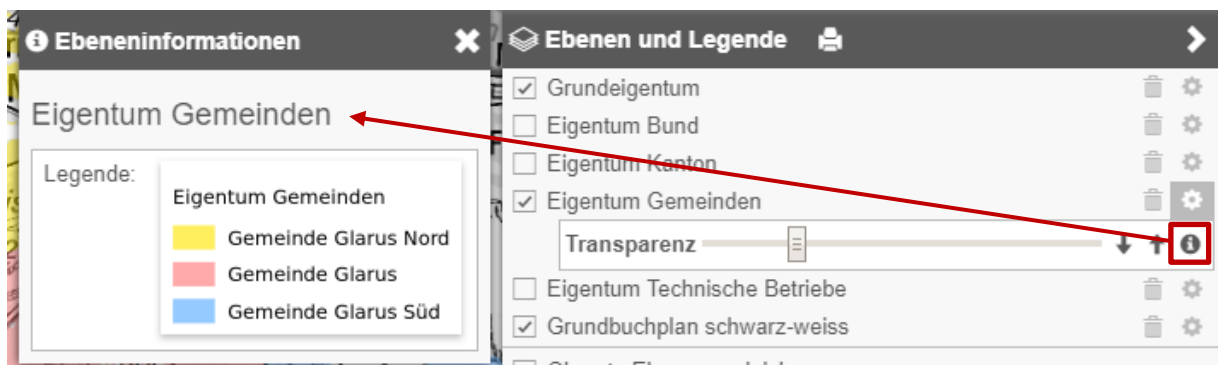 Ebeneninformationen
Eigentum Gemeinden
Legende:
Eigentum Gemeinden
Gemeinde Glarus Nord
Gemeinde Glarus
Gemeinde Glarus Süd
Ebenen und Legende
Grundeigentum
Eigentum Bund
Eigentum Kanton
Eigentum Gemeinden
Transparenz
Eigentum Technische Betriebe
Grundbuchplan schwarz-weiss